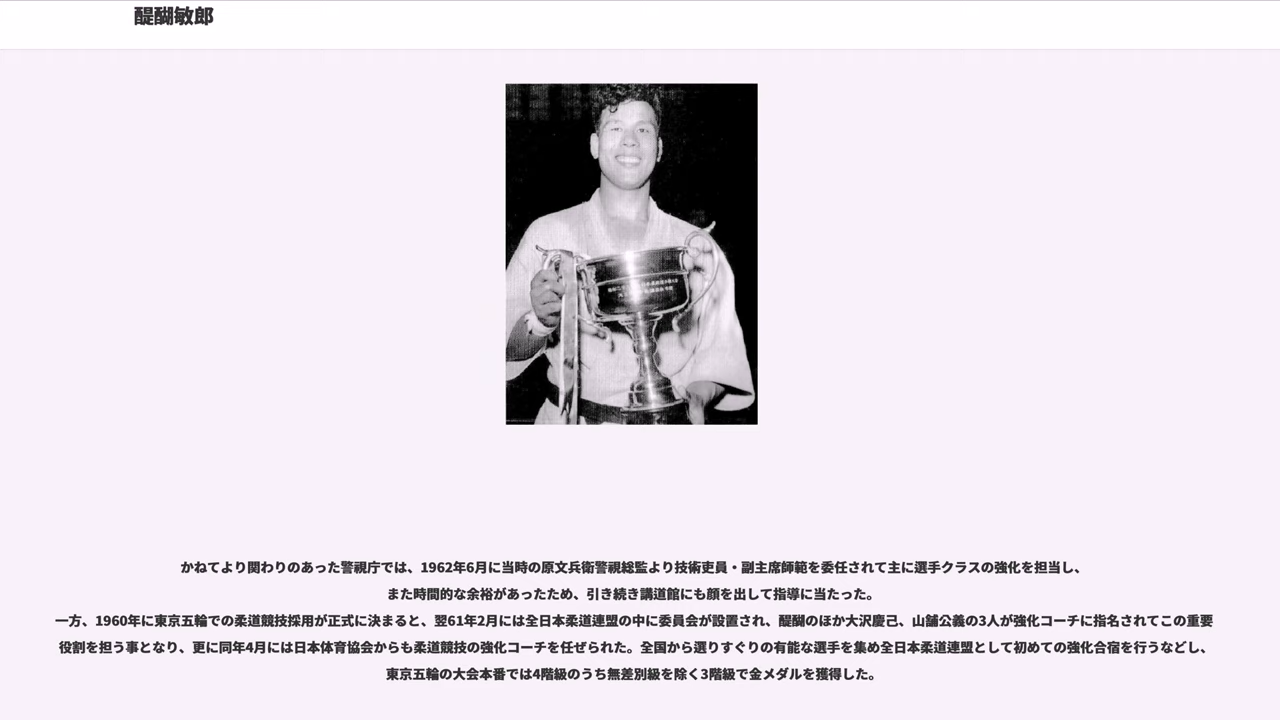 醍醐敏郎
かねてより関わりのあった警視庁では、1962年6月に当時の原文兵衛警視総監より技術吏員・副主席師範を委任されて主に選手クラスの強化を担当し、
また時間的な余裕があったため、引き続き講道館にも顔を出して指導に当たった。
一方、1960年に東京五輪での柔道競技採用が正式に決まると、翌61年2月には全日本柔道連盟の中に委員会が設置され、醍醐のほか大沢慶己、山舗公義の3人が強化コーチに指名されてこの重要
役割を担う事となり、更に同年4月には日本体育協会からも柔道競技の強化コーチを任ぜられた。全国から選りすぐりの有能な選手を集め全日本柔道連盟として初めての強化合宿を行うなどし、
東京五輪の大会本番では4階級のうち無差別級を除く3階級で金メダルを獲得した。